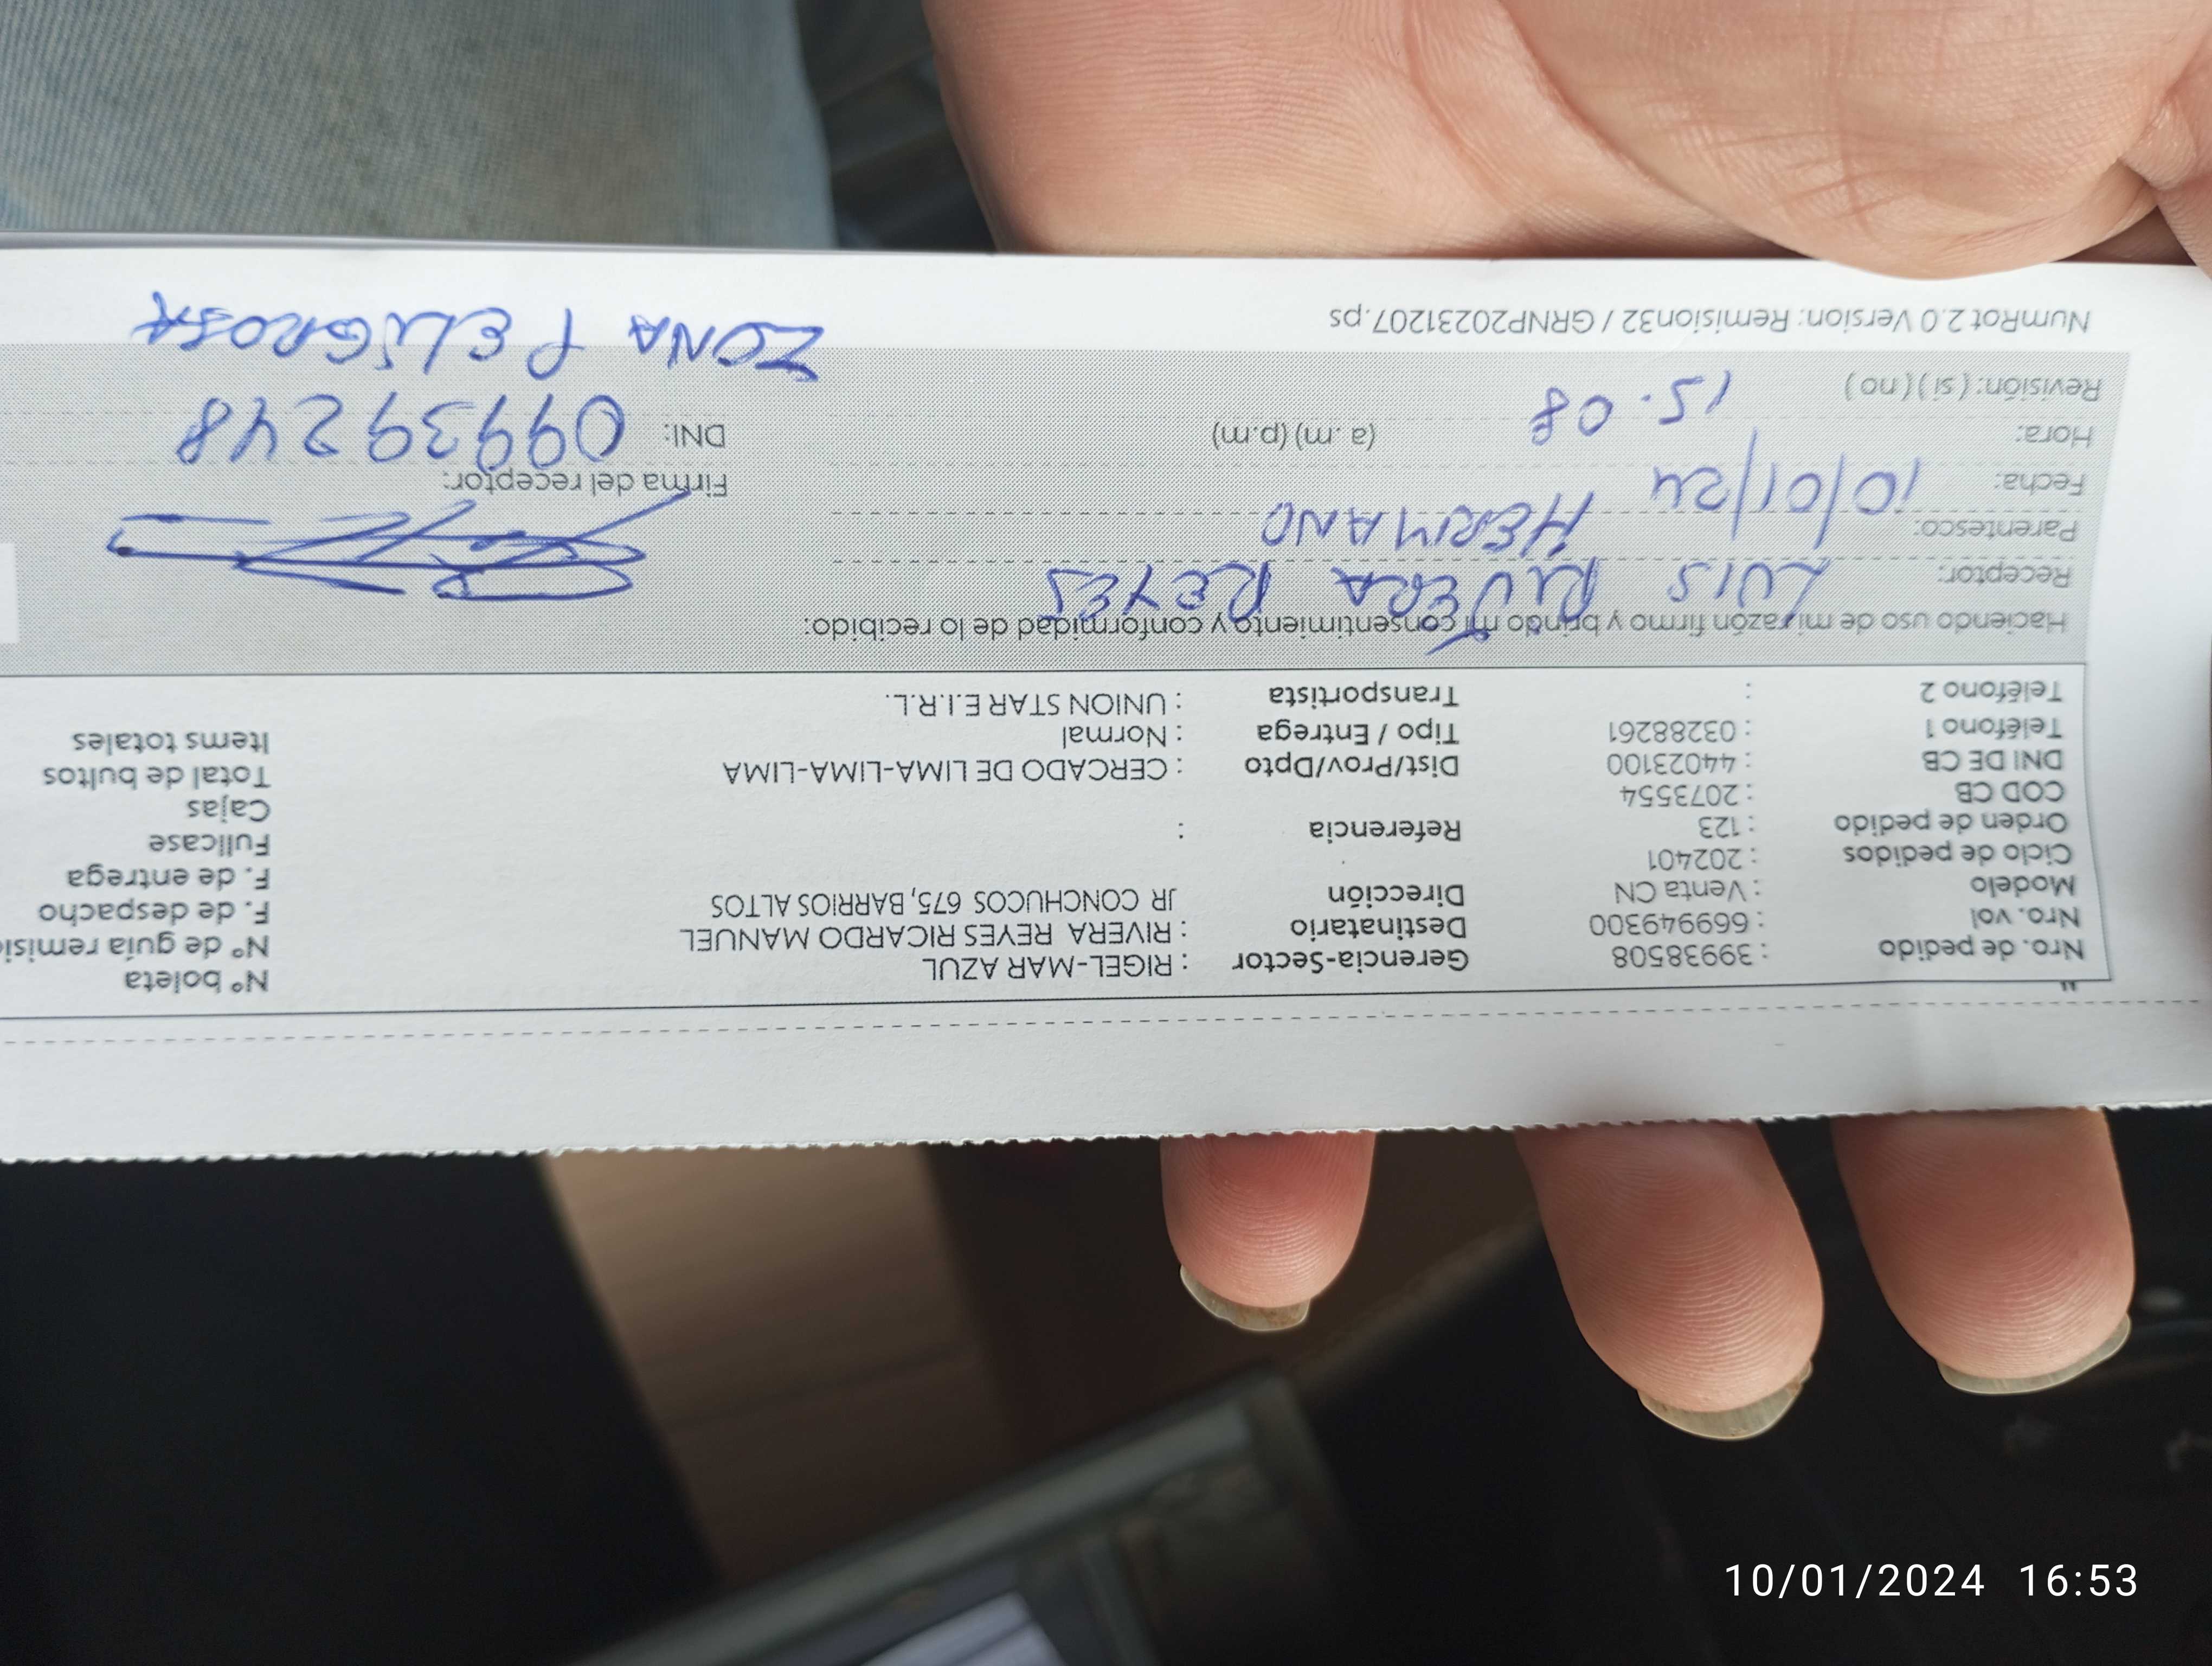 Nro. de pedido : 39938508 Gerencia-Sector : RIGEL-MAR AZUL Nº boleta
Nro. vol : 669949300 Destinatario : RIVERA REYES RICARDO MANUEL Nº de guía remisi
Modelo : Venta CN Dirección JR CONCHUCOS 675, BARRIOS ALTOS F. de despacho
Ciclo de pedidos : 202401 F. de entrega
Orden de pedido : 123 Referencia : Fullcase
COD CB : 2073554 Cajas
DNI DE CB : 44023100 Dist/Prov/Dpto : CERCADO DE LIMA-LIMA-LIMA Total de bultos
Teléfono 1 : 03288261 Tipo / Entrega : Normal Items totales
Teléfono 2 : Transportista : UNION STAR E.I.R.L.
Haciendo uso de mi razón firmo y brindo mi consentimiento y conformidad de lo recibido:
Receptor: LUIS RIVERA REYES
Parentesco: HERMANO
Fecha: 10/01/24 Firma del receptor:
Hora: 15.08 (a.m) (p.m) DNI: 09939248
Revisión: ( si ) ( no )
ZONA PELIGROSA
NumRot 2.0 Version: Remision32 / GRNP20231207.ps
10/01/2024 16:53